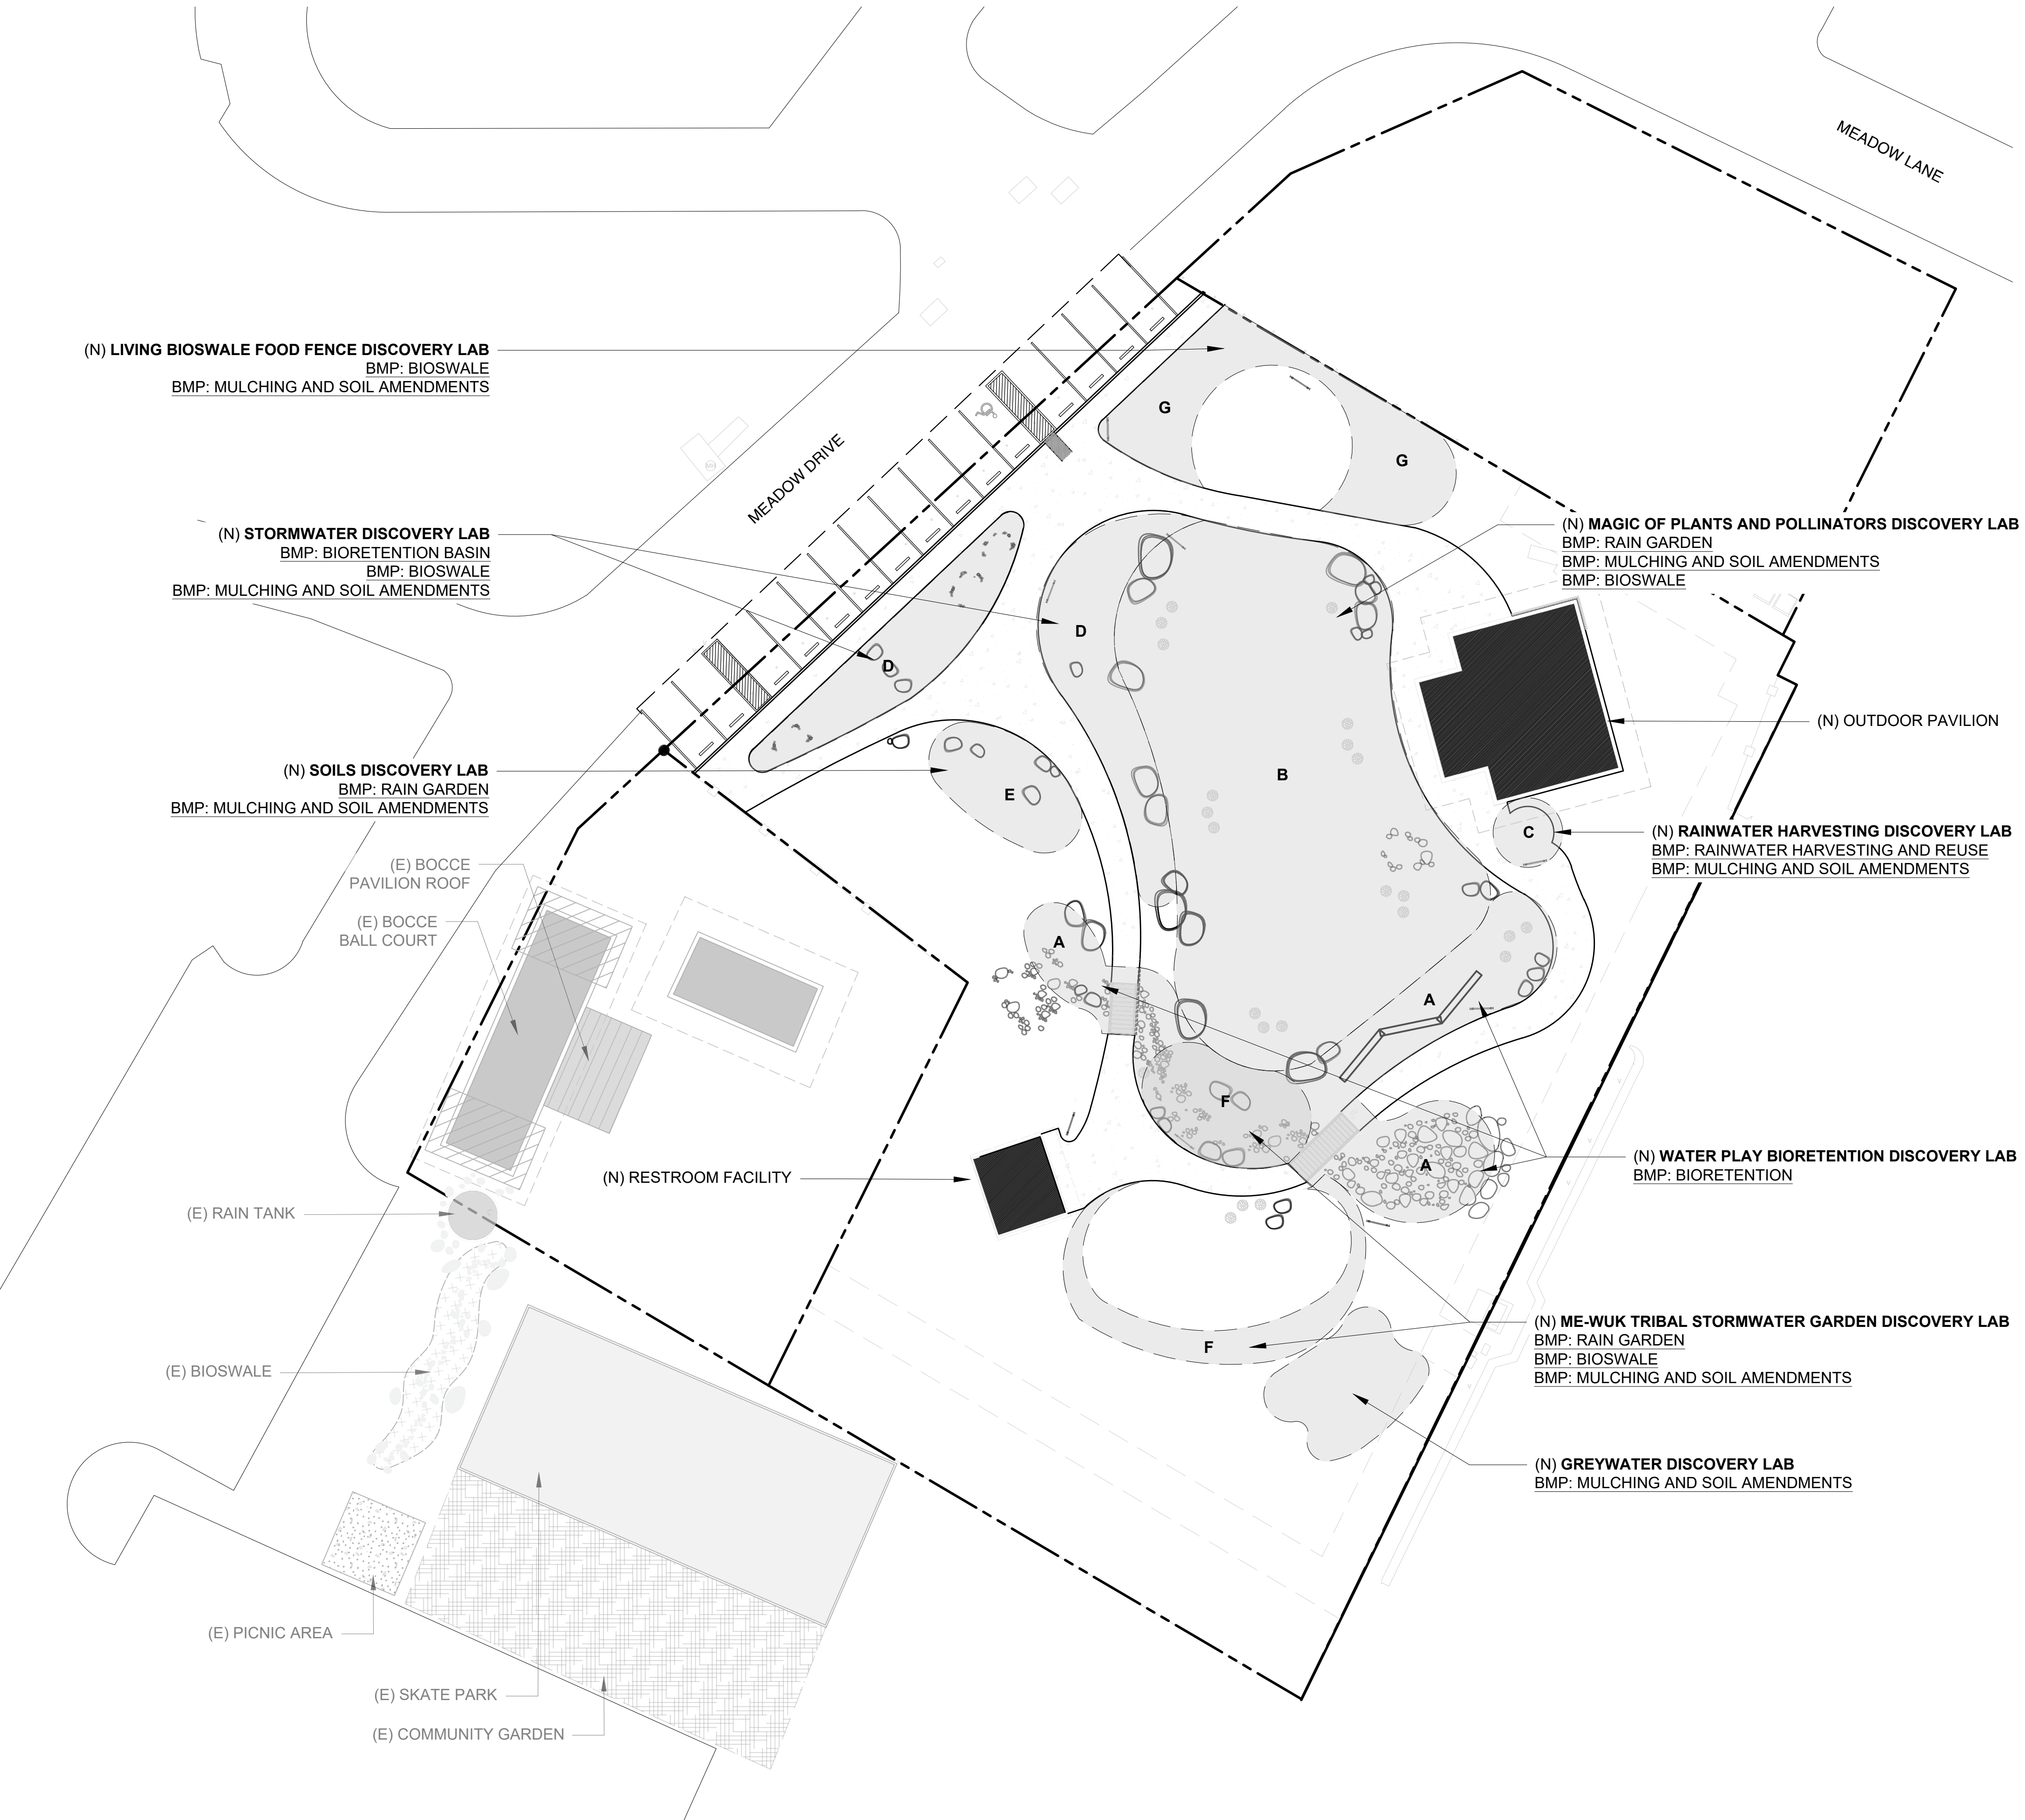 MEADOW LANE
(N) LIVING BIOSWALE FOOD FENCE DISCOVERY LAB
BMP: BIOSWALE
BMP: MULCHING AND SOIL AMENDMENTS
G
G
MEADOW DRIVE
(N) STORMWATER DISCOVERY LAB
BMP: BIORETENTION BASIN
BMP: BIOSWALE
BMP: MULCHING AND SOIL AMENDMENTS
(N) MAGIC OF PLANTS AND POLLINATORS DISCOVERY LAB
BMP: RAIN GARDEN
BMP: MULCHING AND SOIL AMENDMENTS
BMP: BIOSWALE
D
D
(N) OUTDOOR PAVILION
(N) SOILS DISCOVERY LAB
BMP: RAIN GARDEN
BMP: MULCHING AND SOIL AMENDMENTS
B
E
C
(N) RAINWATER HARVESTING DISCOVERY LAB
BMP: RAINWATER HARVESTING AND REUSE
BMP: MULCHING AND SOIL AMENDMENTS
(E) BOCCE
PAVILION ROOF
(E) BOCCE
BALL COURT
A
A
F
A
(N) WATER PLAY BIORETENTION DISCOVERY LAB
BMP: BIORETENTION
(N) RESTROOM FACILITY
(E) RAIN TANK
(N) ME-WUK TRIBAL STORMWATER GARDEN DISCOVERY LAB
BMP: RAIN GARDEN
BMP: BIOSWALE
BMP: MULCHING AND SOIL AMENDMENTS
F
(E) BIOSWALE
(N) GREYWATER DISCOVERY LAB
BMP: MULCHING AND SOIL AMENDMENTS
(E) PICNIC AREA
(E) SKATE PARK
(E) COMMUNITY GARDEN